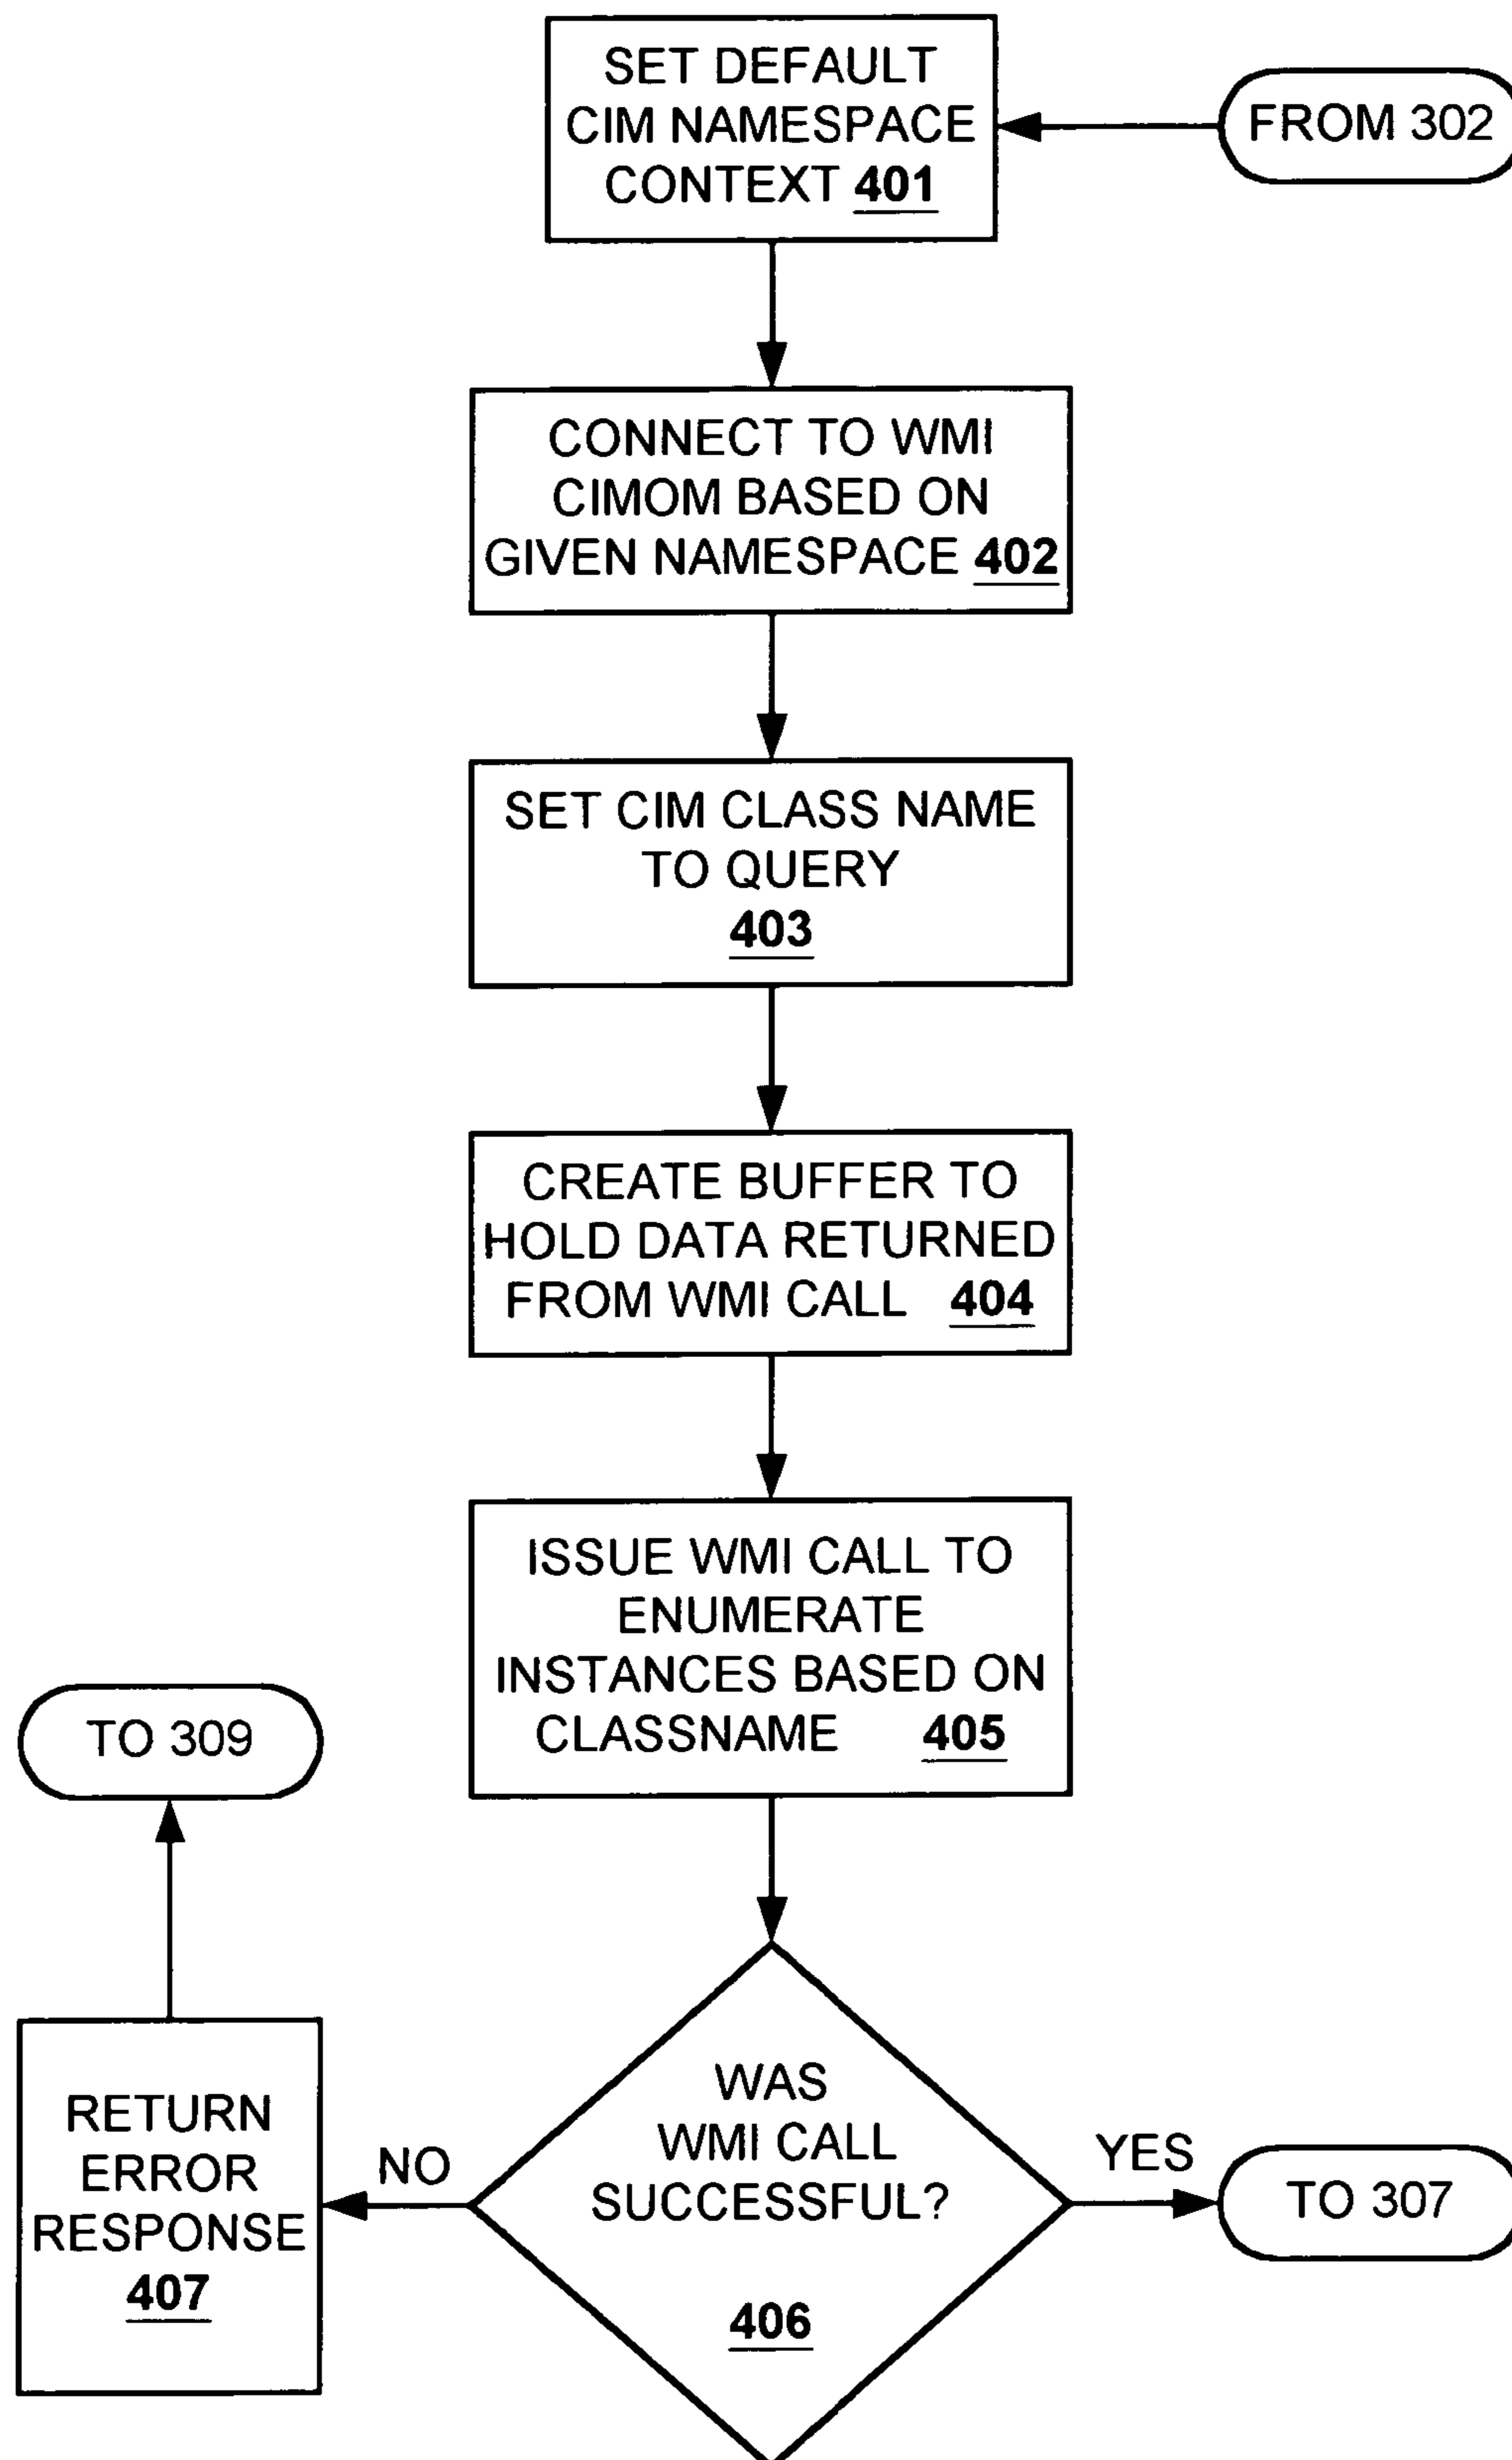 SET DEFAULT
CIM NAMESPACE
CONTEXT 401
FROM 302
CONNECT TO WMI
CIMOM BASED ON
GIVEN NAMESPACE 402
SET CIM CLASS NAME
TO QUERY
403
CREATE BUFFER TO
HOLD DATA RETURNED
FROM WMI CALL 404
ISSUE WMI CALL TO
ENUMERATE
INSTANCES BASED ON
CLASSNAME 405
TO 309
WAS
WMI CALL
SUCCESSFUL?
406
NO
RETURN
ERROR
RESPONSE
407
YES
TO 307